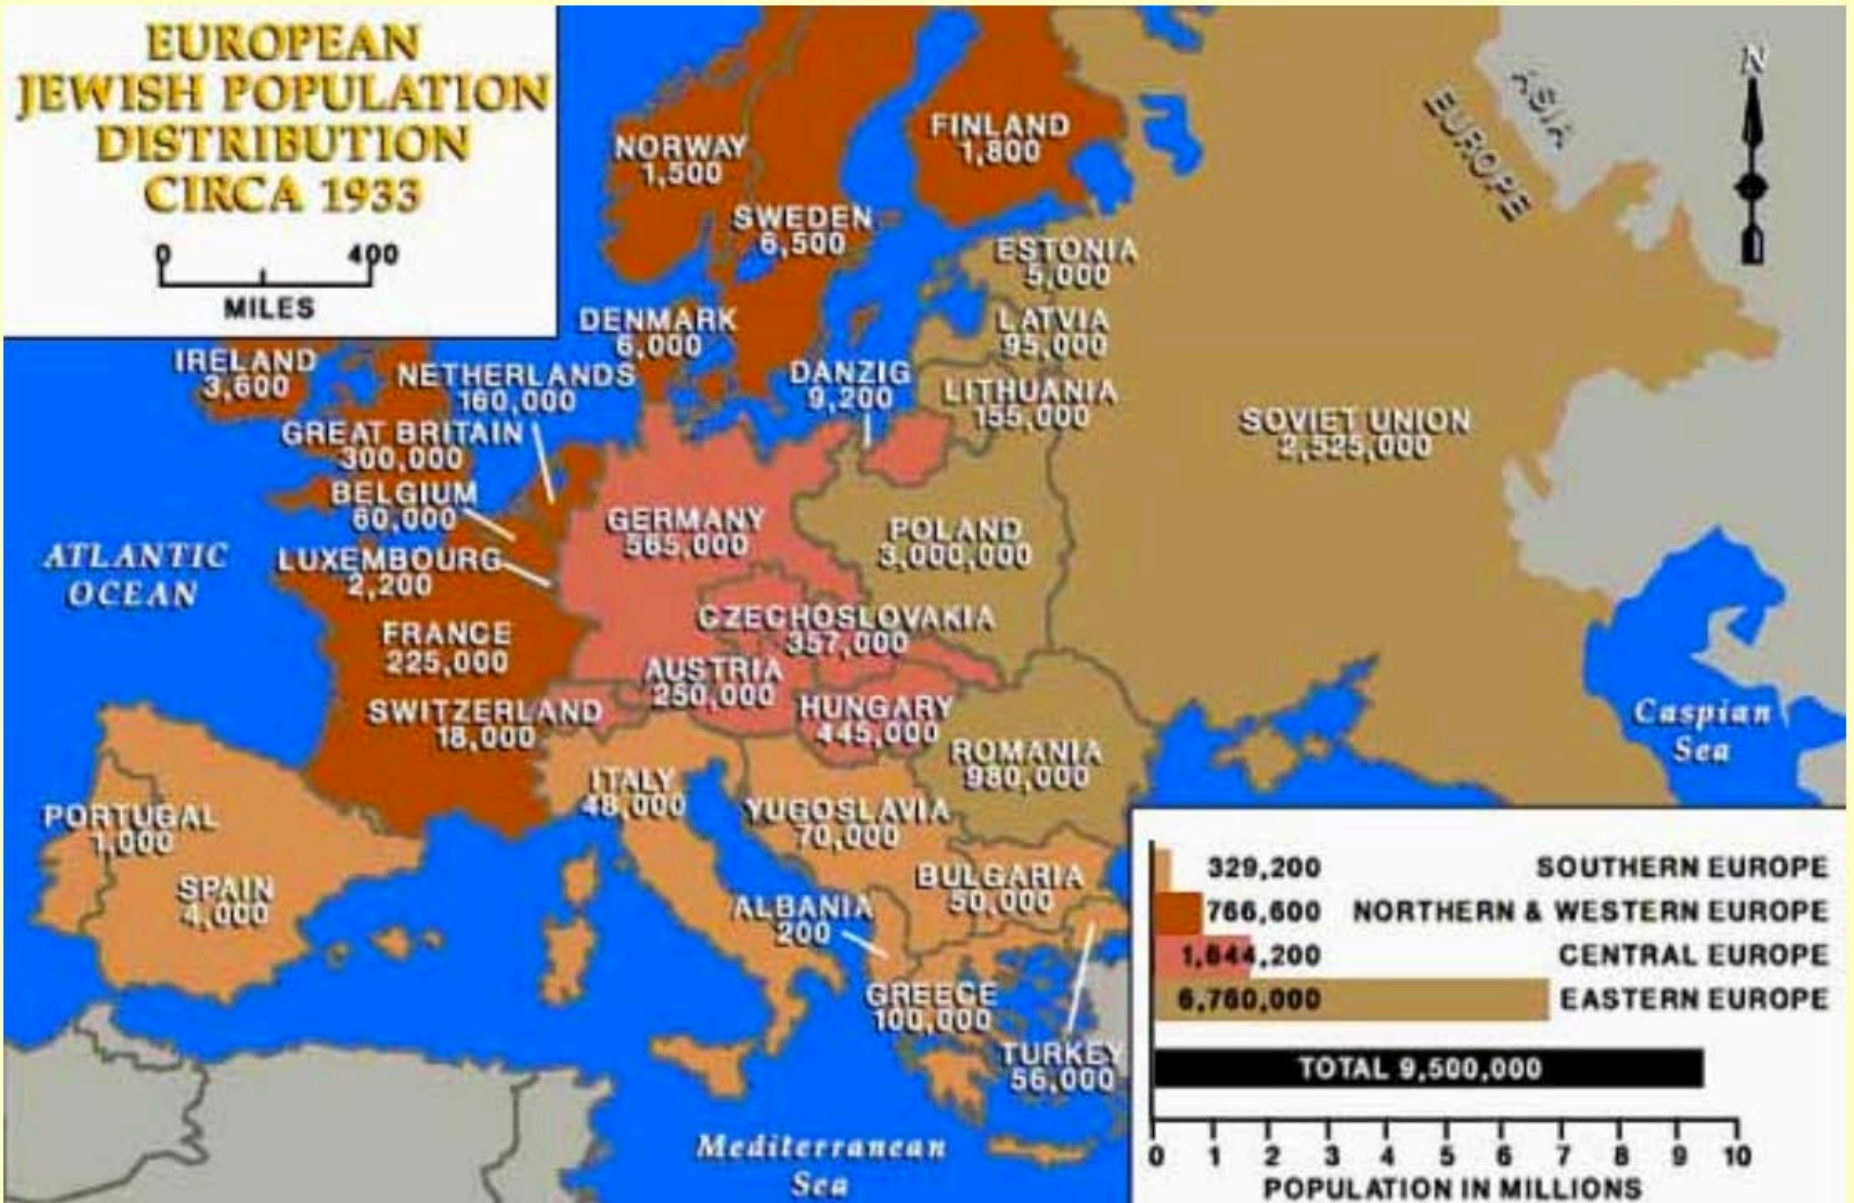 EUROPEAN
JEWISH POPULATION
DISTRIBUTION
CIRCA 1933
0 400
MILES
N
ASIA
EUROPE
NORWAY
1,500
FINLAND
1,800
SWEDEN
6,500
ESTONIA
5,000
DENMARK
6,000
LATVIA
95,000
IRELAND
3,600
NETHERLANDS
160,000
DANZIG
9,200
LITHUANIA
155,000
SOVIET UNION
2,525,000
GREAT BRITAIN
300,000
BELGIUM
60,000
GERMANY
565,000
POLAND
3,000,000
ATLANTIC
OCEAN
LUXEMBOURG
2,200
CZECHOSLOVAKIA
357,000
FRANCE
225,000
AUSTRIA
250,000
SWITZERLAND
18,000
HUNGARY
445,000
Caspian
Sea
ROMANIA
980,000
ITALY
48,000
YUGOSLAVIA
70,000
PORTUGAL
1,000
SPAIN
4,000
BULGARIA
50,000
ALBANIA
200
GREECE
100,000
TURKEY
56,000
Mediterranean
Sea
329,200 SOUTHERN EUROPE
766,600 NORTHERN & WESTERN EUROPE
1,644,200 CENTRAL EUROPE
6,760,000 EASTERN EUROPE
TOTAL 9,500,000
0 1 2 3 4 5 6 7 8 9 10
POPULATION IN MILLIONS